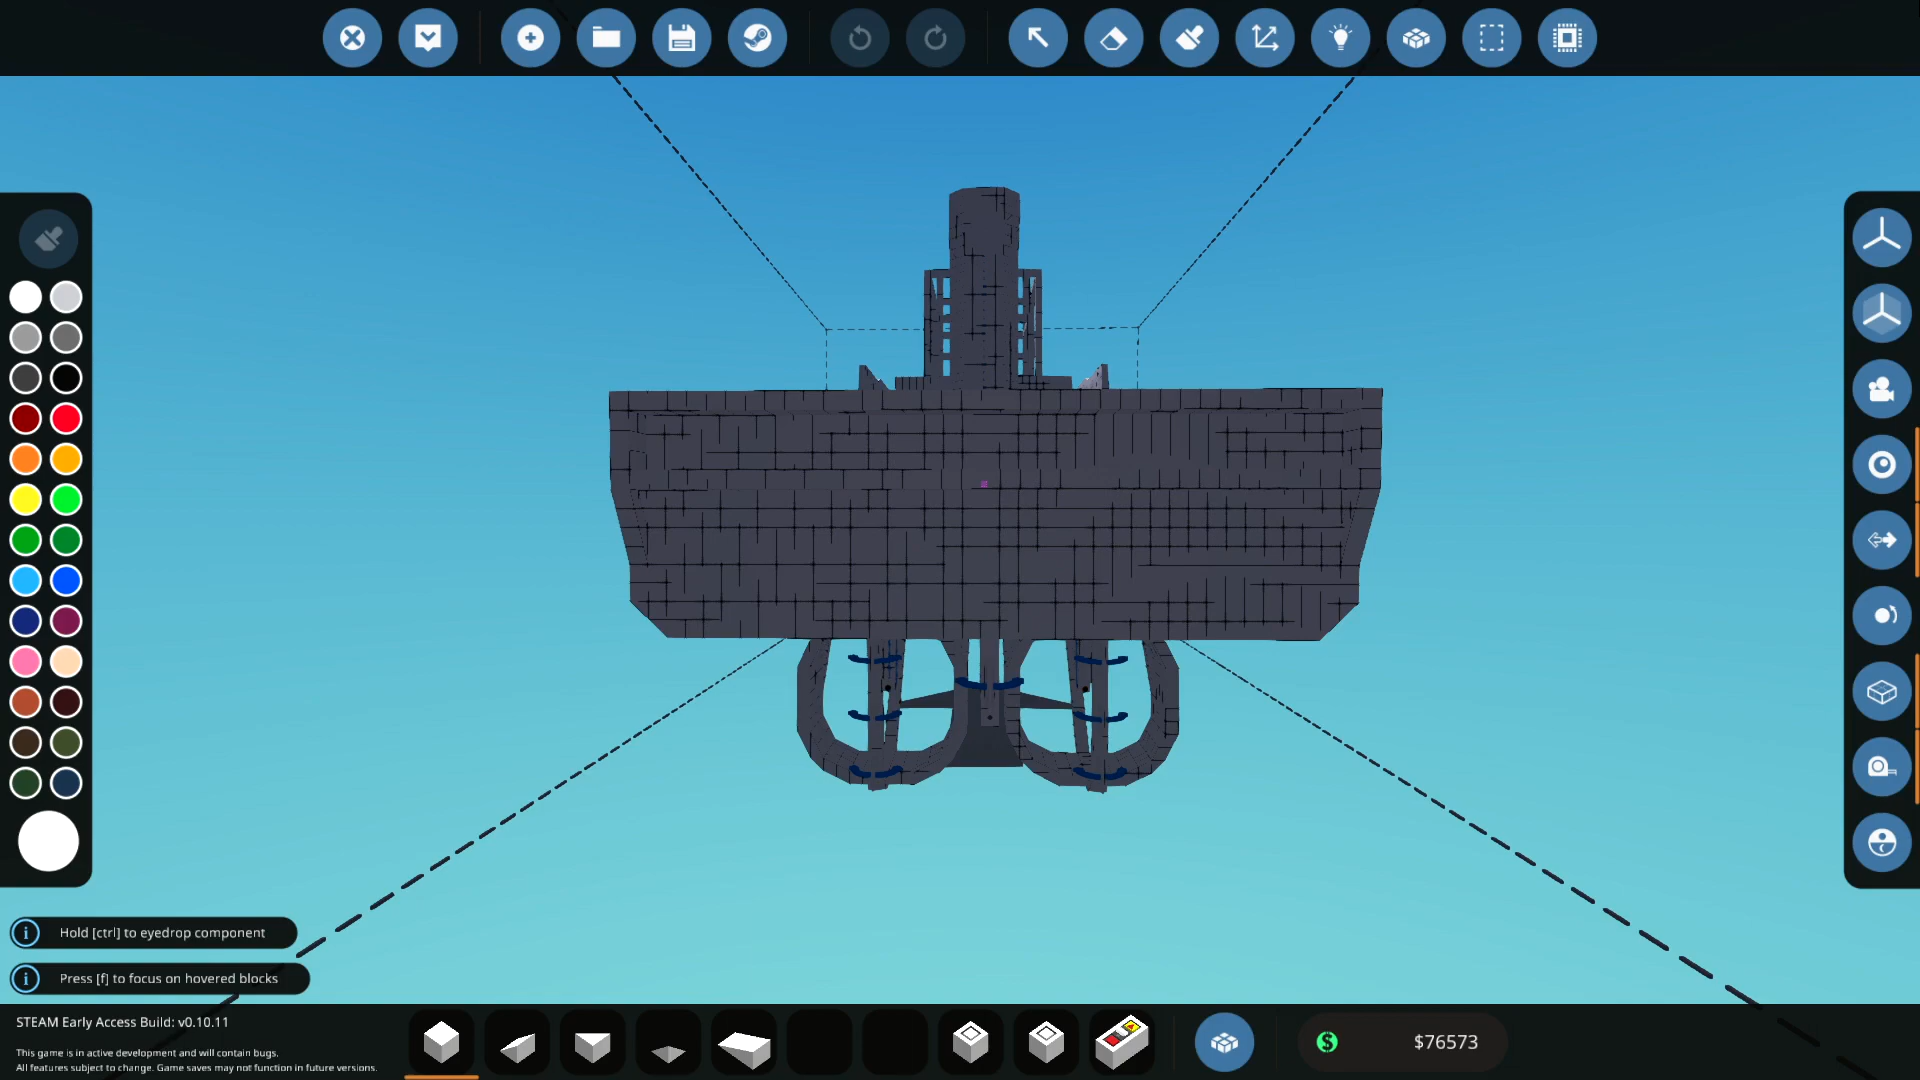 Hold [ctrl] to eyedrop component
Press [f] to focus on hovered blocks
STEAM Early Access Build: v0.10.11
This game is in active development and will contain bugs.
All features subject to change. Game saves may not function in future versions.
$76573